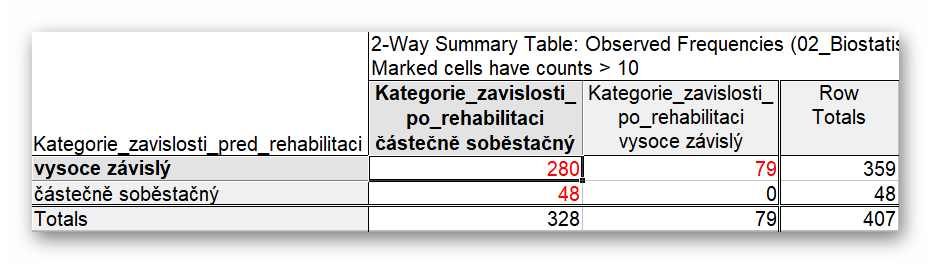 2-Way Summary Table: Observed Frequencies (02_Biostatis
Marked cells have counts > 10
Kategorie_zavislosti_pred_rehabilitaci
Kategorie_zavislosti_
po_rehabilitaci
částečně soběstačný
Kategorie_zavislosti_
po_rehabilitaci
vysoce závislý
Row
Totals
vysoce závislý 280 79 359
částečně soběstačný 48 0 48
Totals 328 79 407